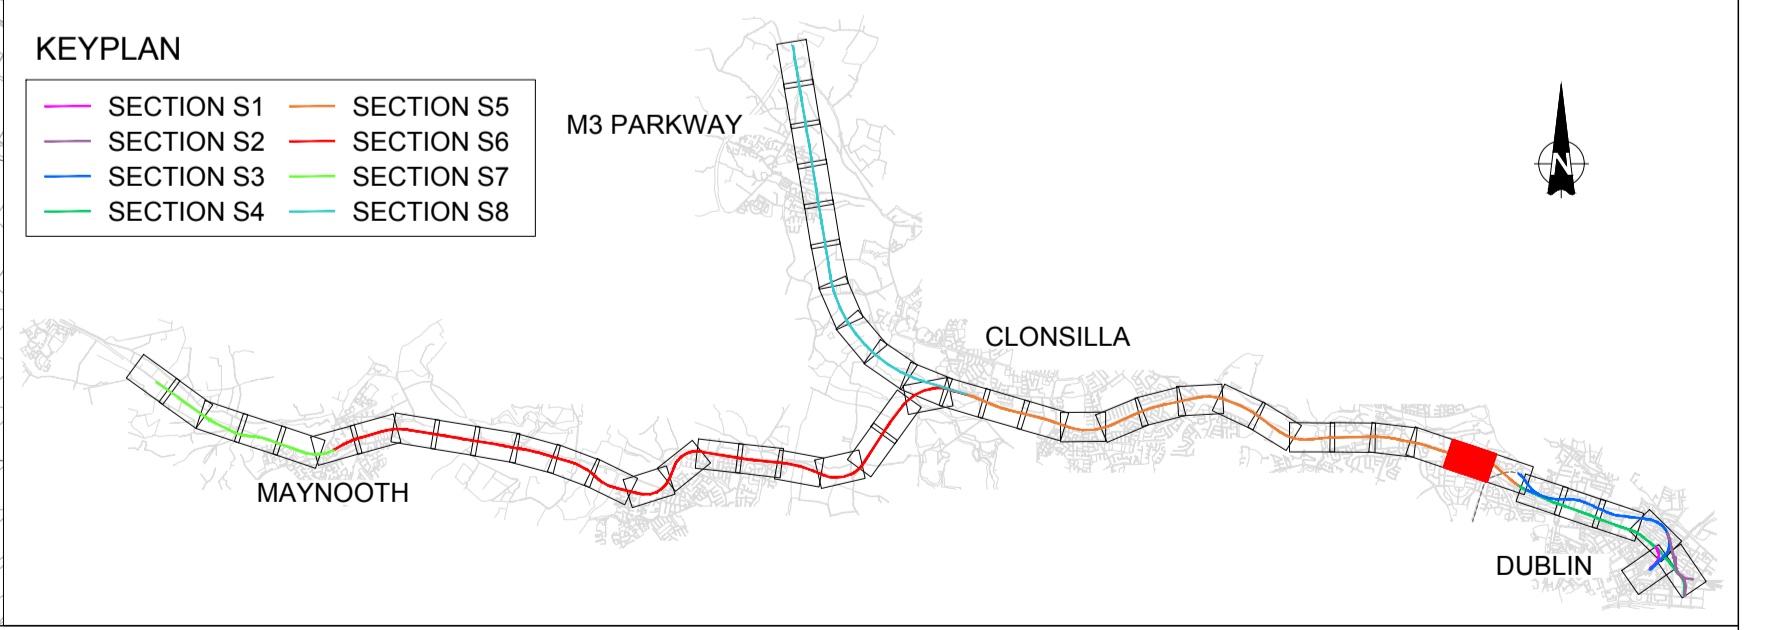 KEYPLAN
SECTION S1 SECTION S5
SECTION S2 SECTION S6
SECTION S3 SECTION S7
SECTION S4 SECTION S8
M3 PARKWAY
N
CLONSILLA
MAYNOOTH
DUBLIN